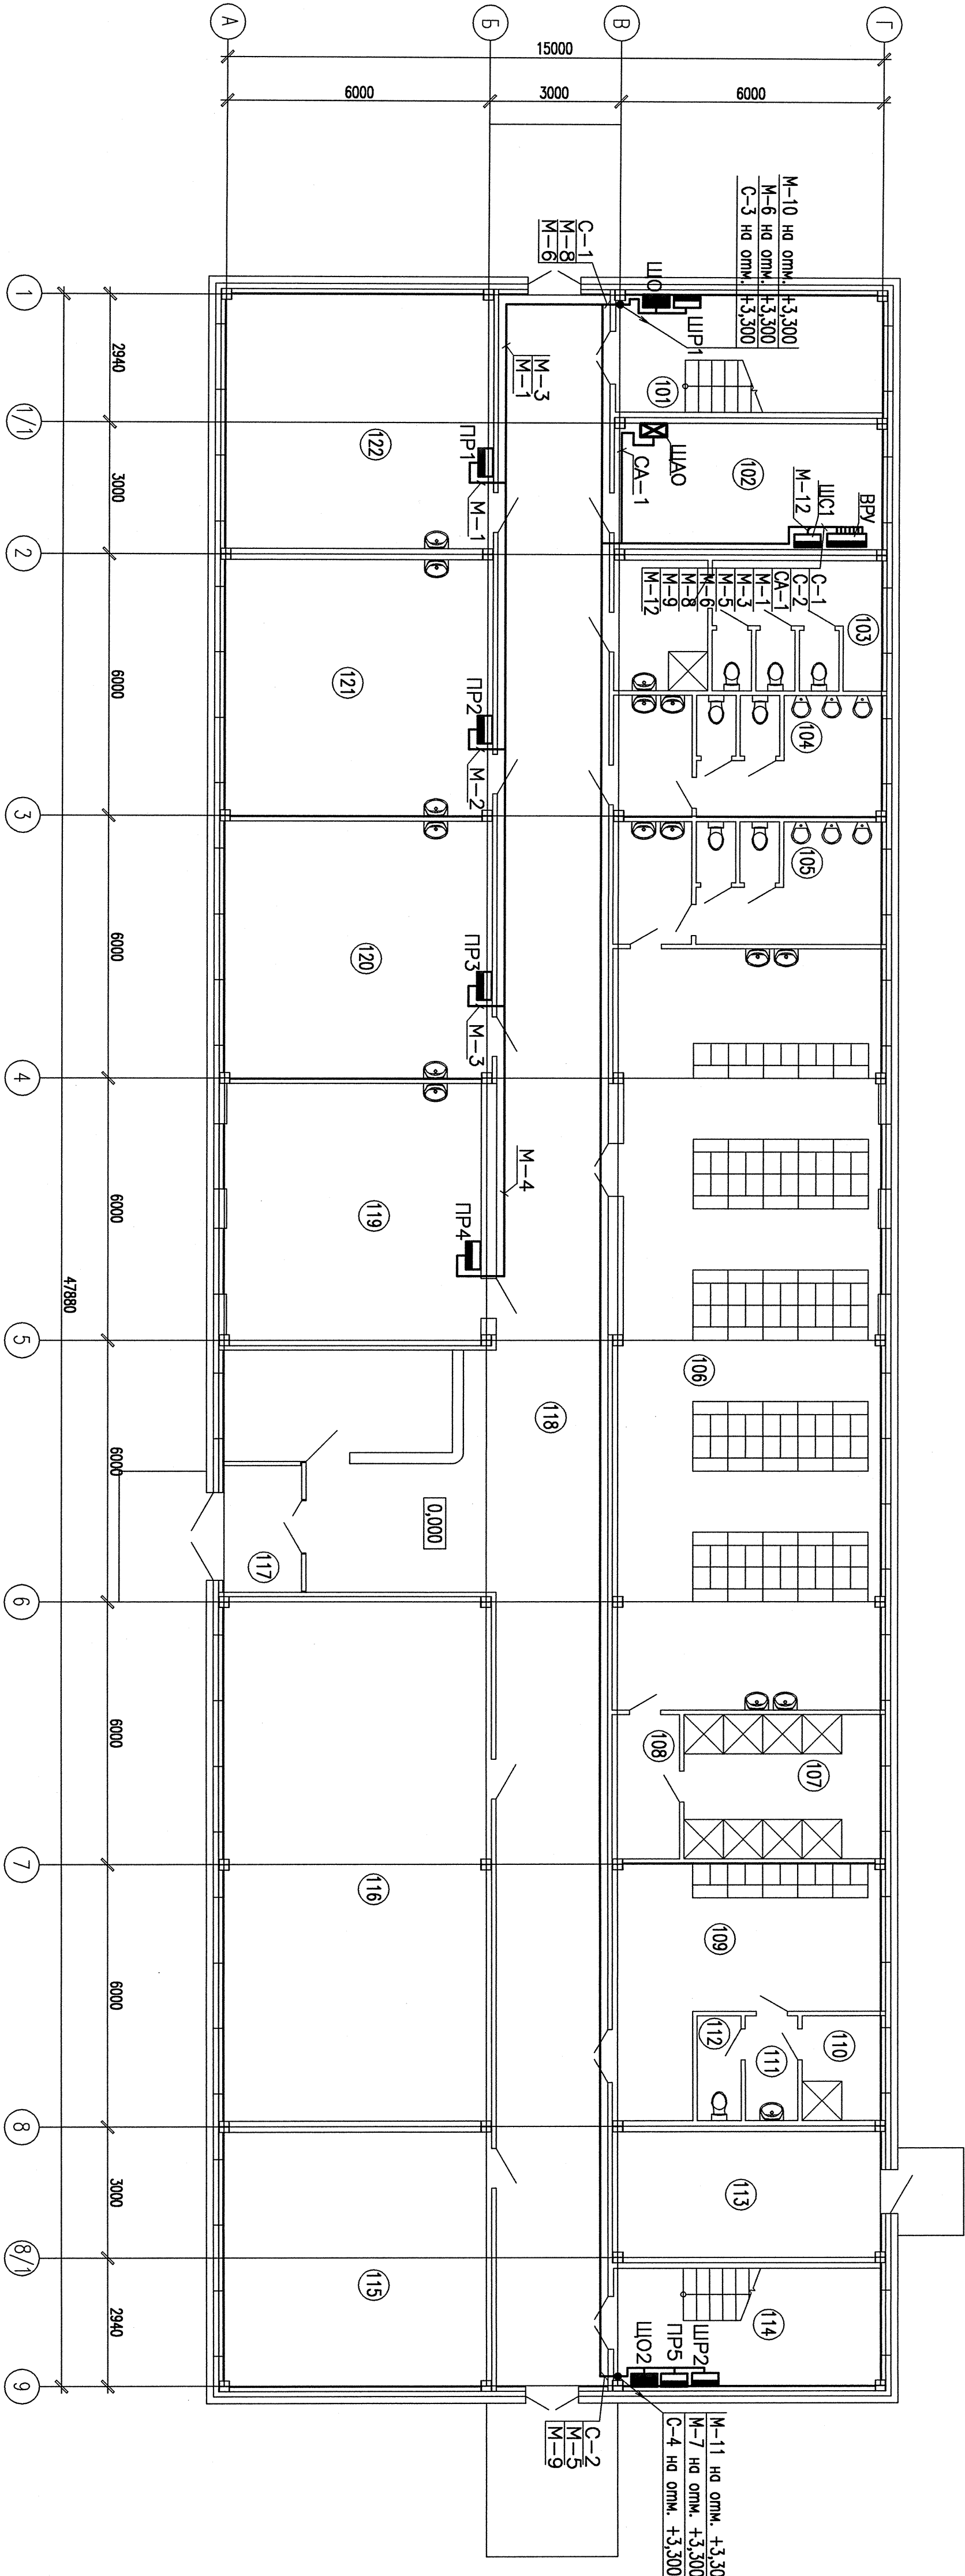 М-11 на отм. +3,30
М-7 на отм. +3,300
С-4 на отм. +3,300
М-10 на отм. +3,300
М-6 на отм. +3,300
С-3 на отм. +3,300
Г
В
Б
А
6000
3000
6000
15000
С-1
М-8
М-6
ЩО
ШР1
101
102
ЩАО
СА-1
ВРУ
ШС1
М-12
С-1
С-2
СА-1
М-1
М-3
М-5
М-6
М-8
М-9
М-12
103
104
105
106
107
108
109
110
111
112
113
114
ЩО2
ПР5
ШР2
С-2
М-5
М-9
М-3
М-1
ПР1
М-1
ПР2
М-2
ПР3
М-3
ПР4
М-4
122
121
120
119
118
0,000
117
116
115
2940
3000
6000
6000
6000
6000
6000
6000
3000
2940
47880
1
1/1
2
3
4
5
6
7
8
8/1
9